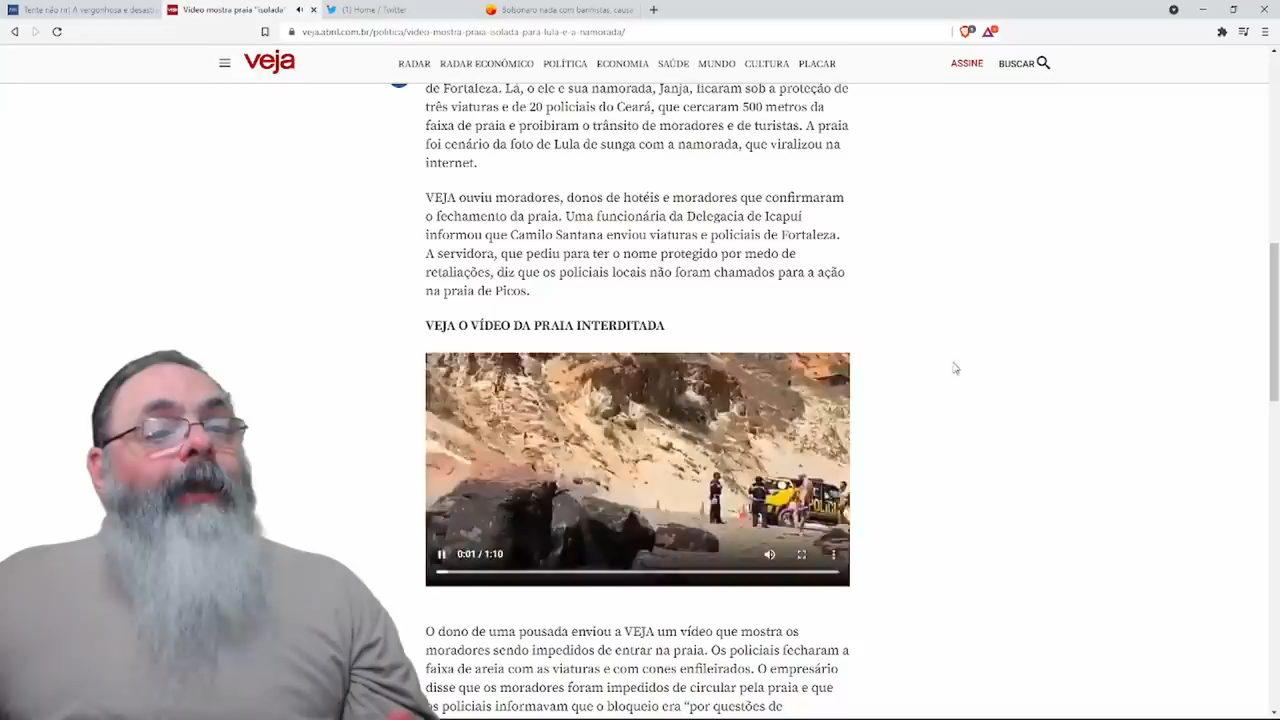 Tente não rir! A vergonhosa e desastr
Vídeo mostra praia "isolada"
(1) Home / Twitter
Bolsonaro nada com banhistas, causa
veja.abril.com.br/politica/video-mostra-praia-isolada-para-lula-e-a-namorada/
veja
RADAR RADAR ECONÔMICO POLÍTICA ECONOMIA SAÚDE MUNDO CULTURA PLACAR
ASSINE BUSCAR
de Fortaleza. Lá, o ele e sua namorada, Janja, ficaram sob a proteção de
três viaturas e de 20 policiais do Ceará, que cercaram 500 metros da
faixa de praia e proibiram o trânsito de moradores e de turistas. A praia
foi cenário da foto de Lula de sunga com a namorada, que viralizou na
internet.
VEJA ouviu moradores, donos de hotéis e moradores que confirmaram
o fechamento da praia. Uma funcionária da Delegacia de Icapuí
informou que Camilo Santana enviou viaturas e policiais de Fortaleza.
A servidora, que pediu para ter o nome protegido por medo de
retaliações, diz que os policiais locais não foram chamados para a ação
na praia de Picos.
VEJA O VÍDEO DA PRAIA INTERDITADA
0:01 / 1:10
O dono de uma pousada enviou a VEJA um vídeo que mostra os
moradores sendo impedidos de entrar na praia. Os policiais fecharam a
faixa de areia com as viaturas e com cones enfileirados. O empresário
disse que os moradores foram impedidos de circular pela praia e que
os policiais informavam que o bloqueio era "por questões de